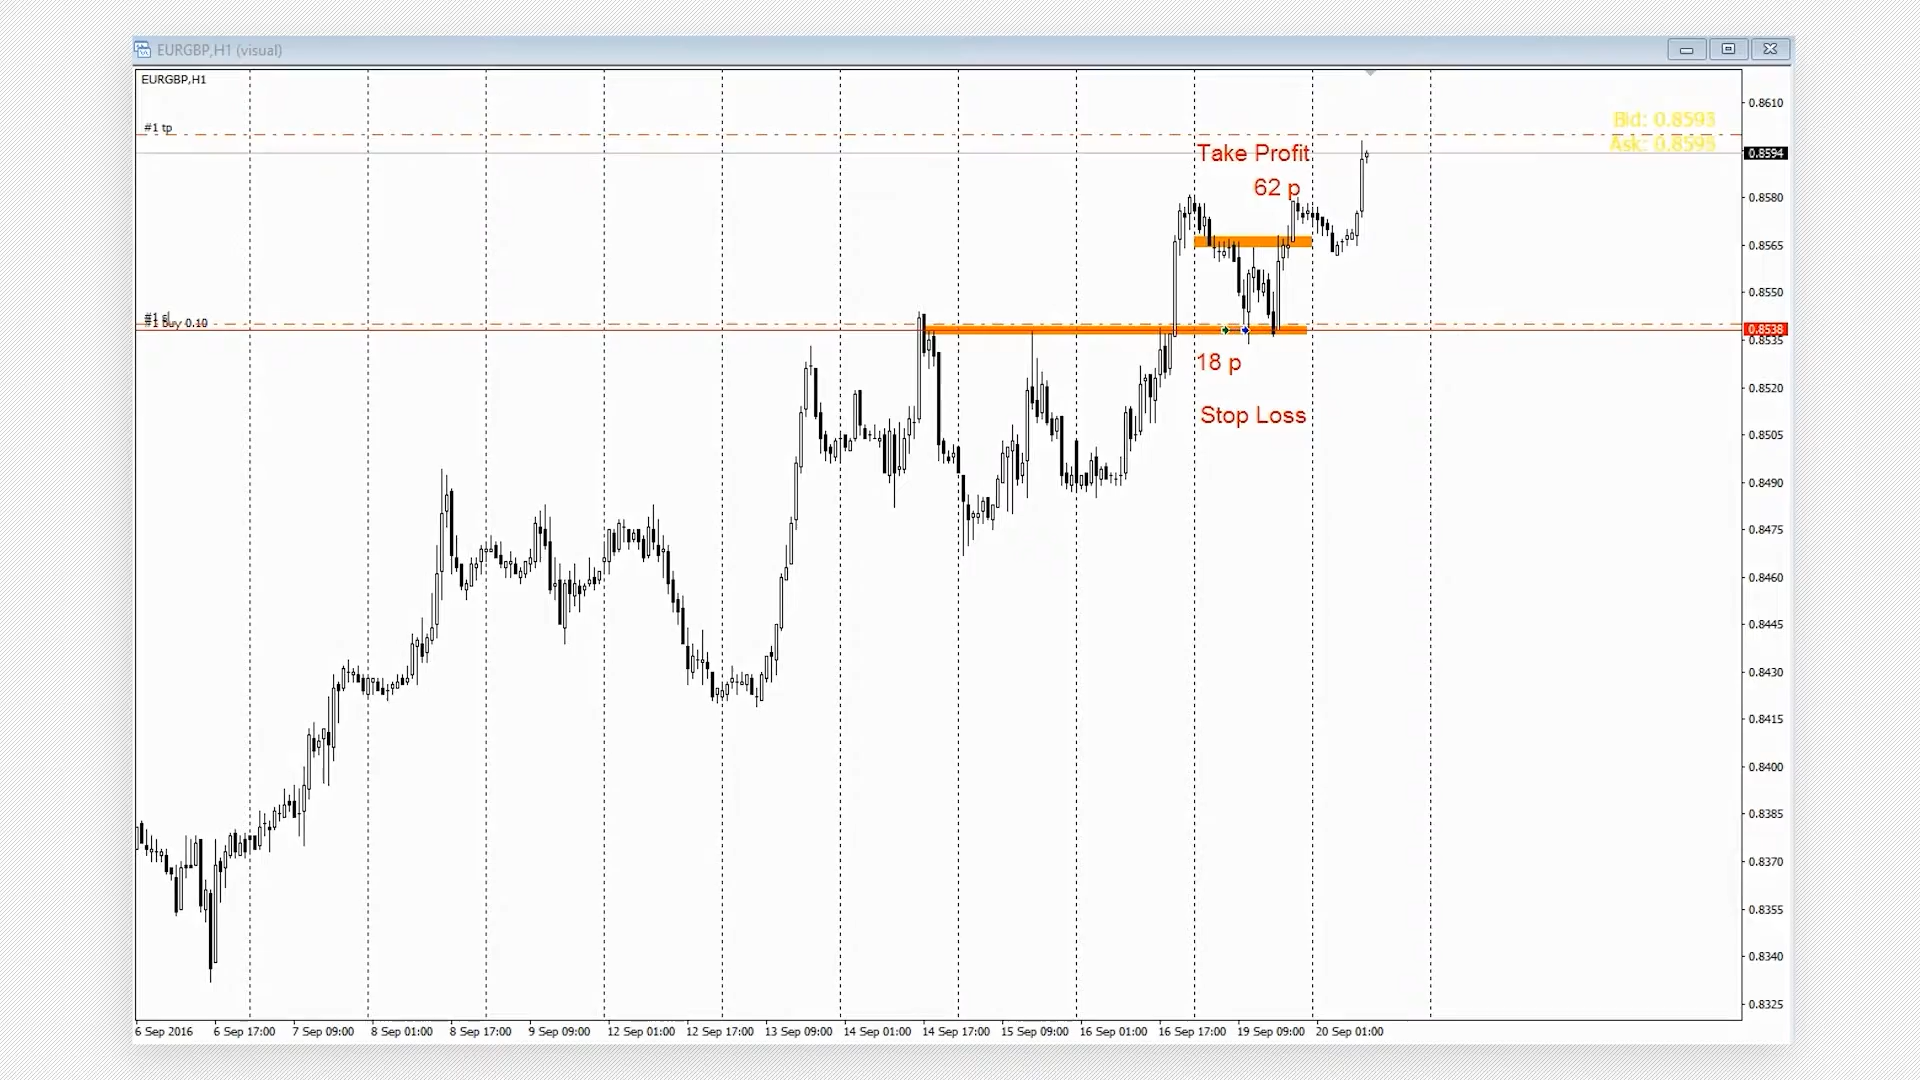 EURGBP,H1 (visual)
EURGBP,H1
#1 tp
Bid: 0.8593
Ask: 0.8595
Take Profit
62 p
#1 sl
#1 buy 0.10
18 p
Stop Loss
0.8610
0.8594
0.8580
0.8565
0.8550
0.8538
0.8535
0.8520
0.8505
0.8490
0.8475
0.8460
0.8445
0.8430
0.8415
0.8400
0.8385
0.8370
0.8355
0.8340
0.8325
6 Sep 2016 6 Sep 17:00 7 Sep 09:00 8 Sep 01:00 8 Sep 17:00 9 Sep 09:00 12 Sep 01:00 12 Sep 17:00 13 Sep 09:00 14 Sep 01:00 14 Sep 17:00 15 Sep 09:00 16 Sep 01:00 16 Sep 17:00 19 Sep 09:00 20 Sep 01:00